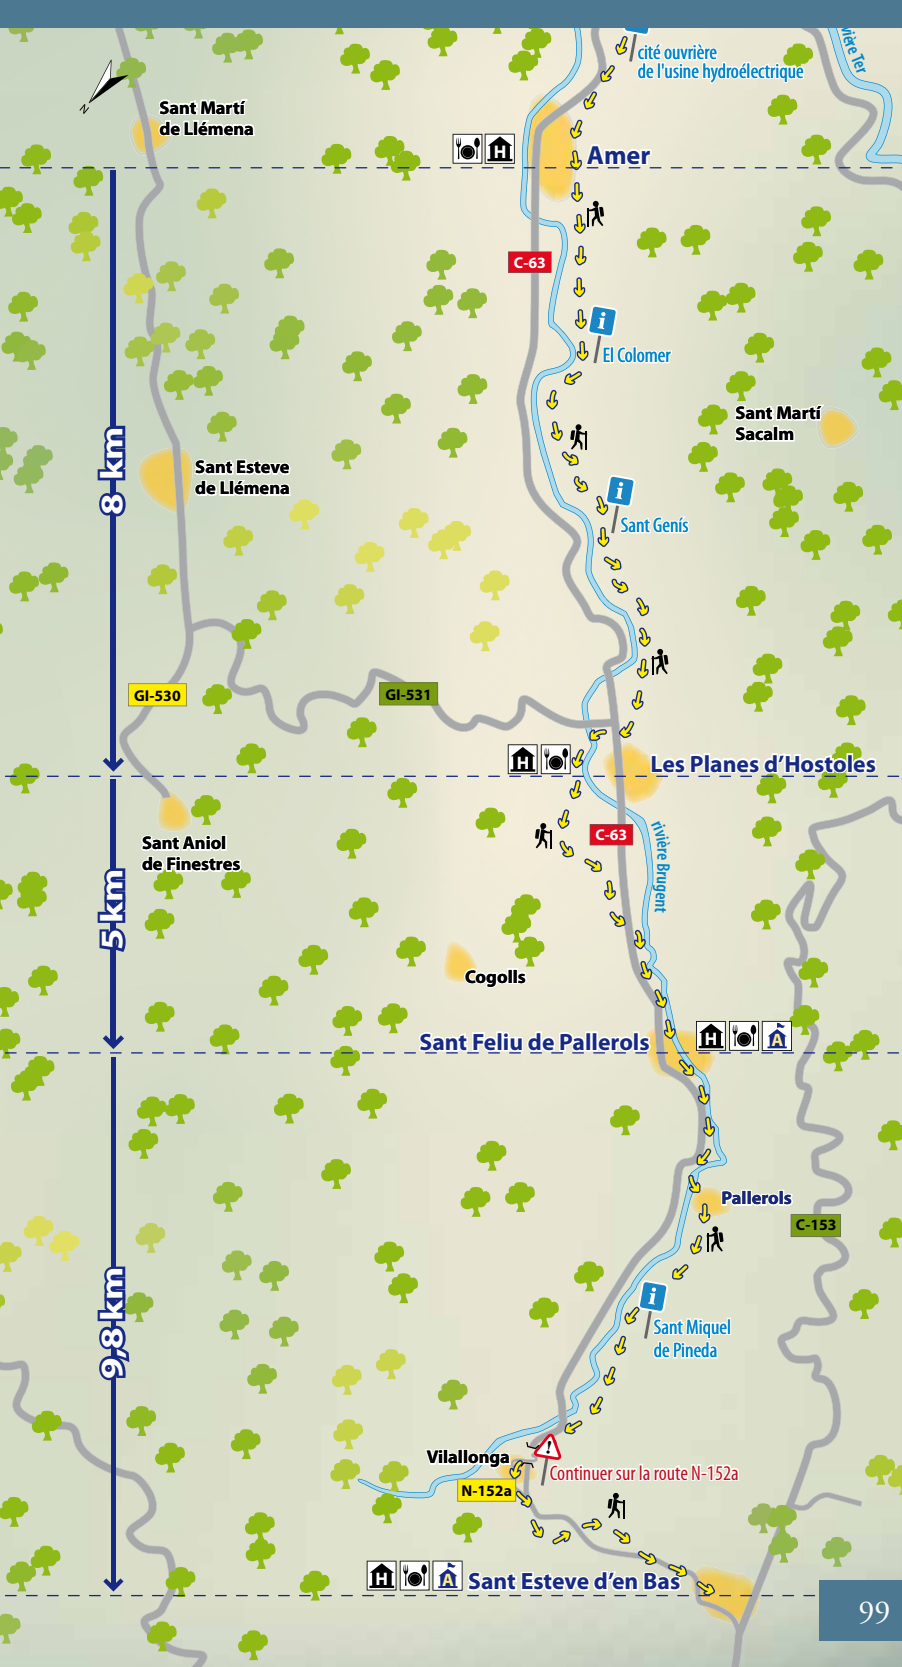 cité ouvrière
de l'usine hydroélectrique
vière Ter
N
Sant Martí
de Llémena
H
Amer
C-63
i
El Colomer
Sant Martí
Sacalm
8 km
Sant Esteve
de Llémena
i
Sant Genís
GI-530
GI-531
H
Les Planes d'Hostoles
C-63
rivière Brugent
Sant Aniol
de Finestres
5 km
Cogolls
Sant Feliu de Pallerols
H
A
Pallerols
C-153
9,8 km
i
Sant Miquel
de Pineda
Vilallonga
!
Continuer sur la route N-152a
N-152a
H
A
Sant Esteve d'en Bas
99